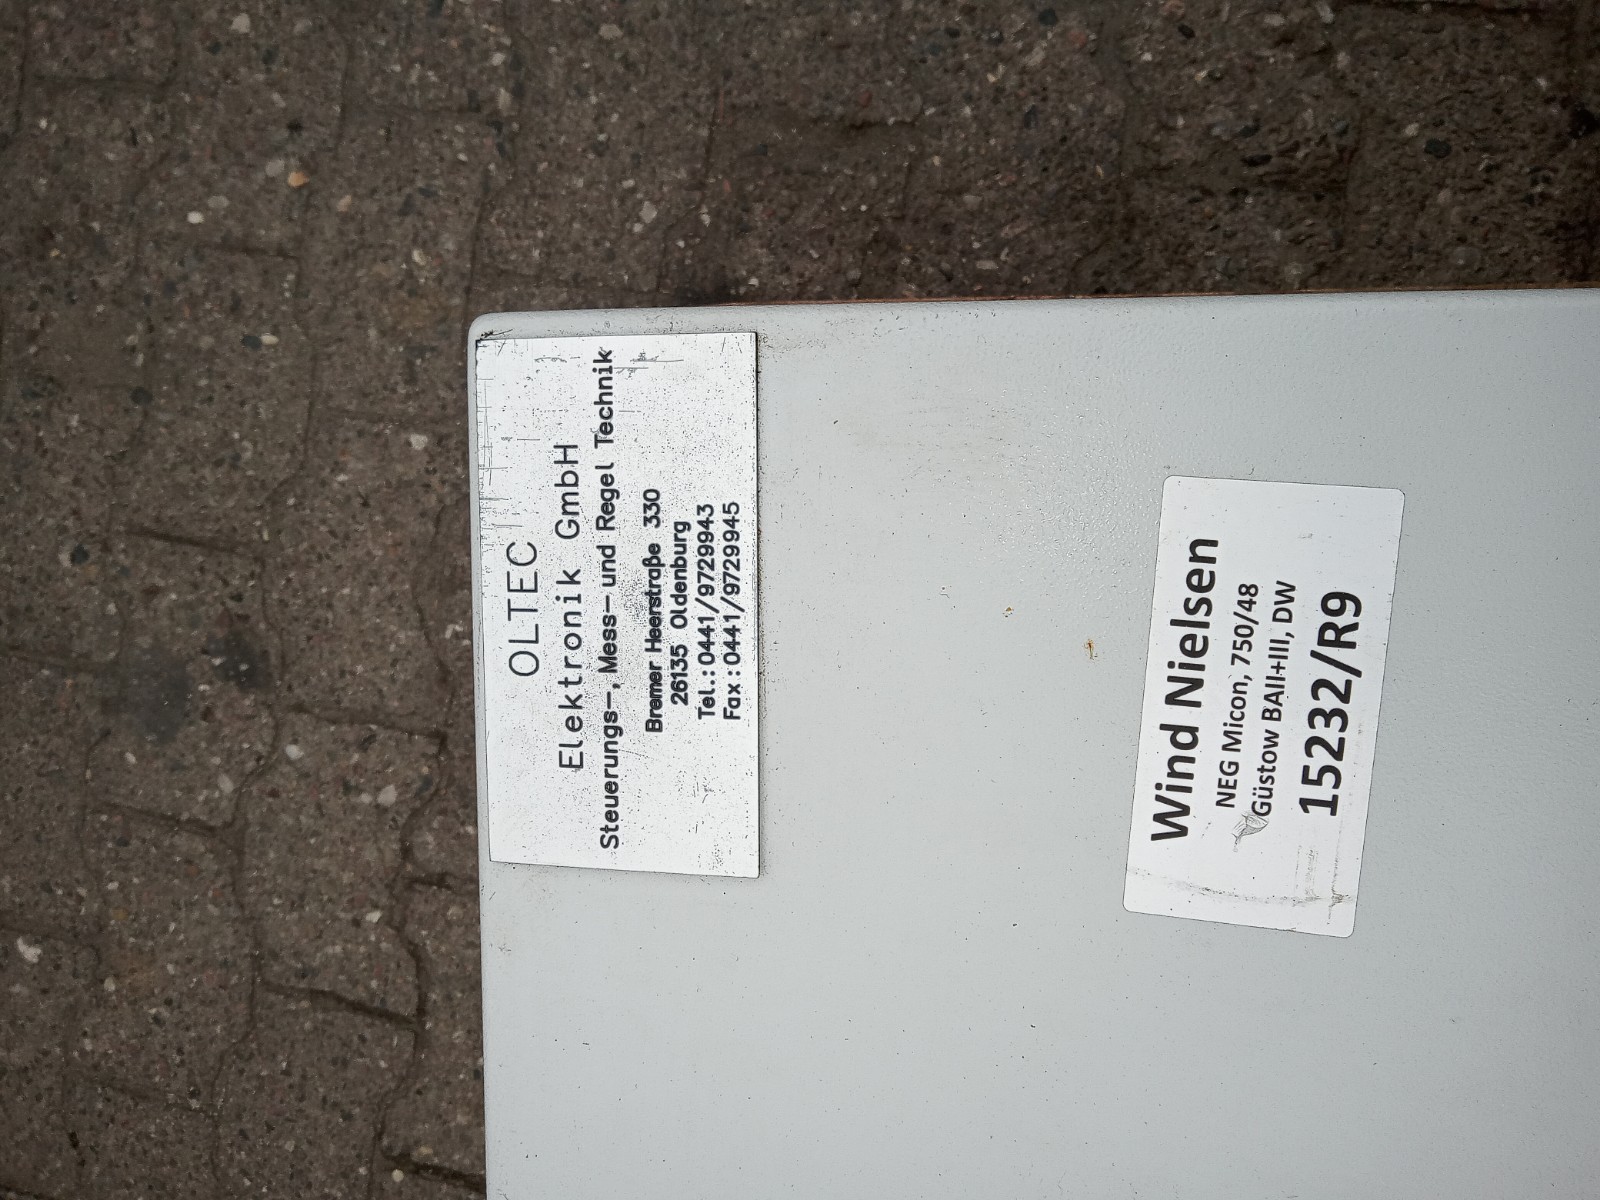 OLTEC
Elektronik GmbH
Steuerungs-, Mess- und Regel Technik
Bremer Heerstraße 330
26135 Oldenburg
Tel.: 0441/9729943
Fax : 0441/9729945
Wind Nielsen
NEG Micon, 750/48
Güstow BAII+III, DW
15232/R9